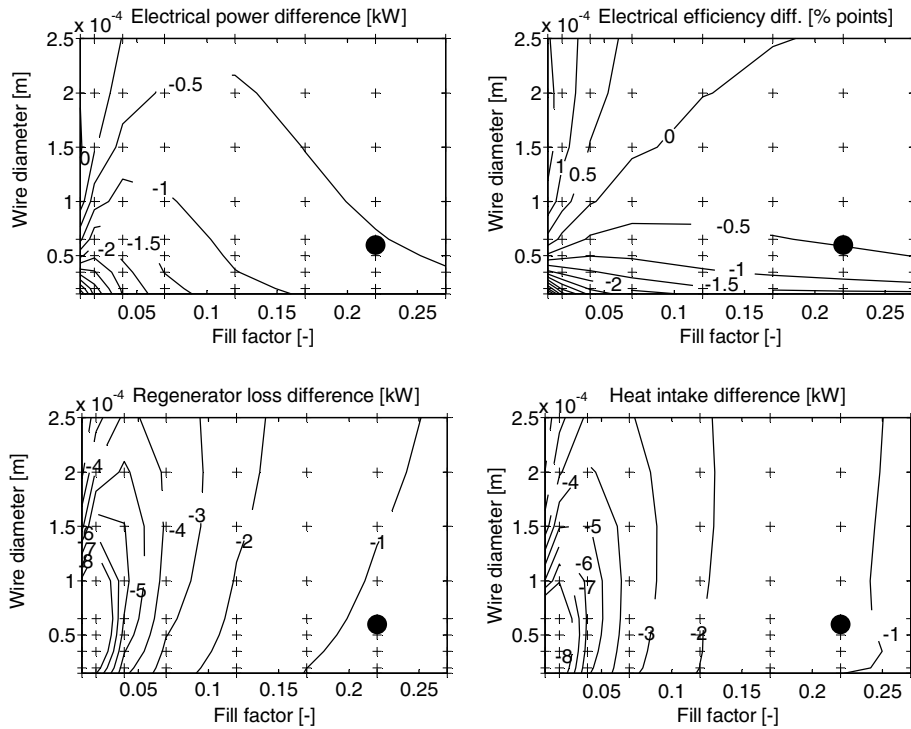 Electrical power difference [kW]
x 10-4
2.5
2
1.5
1
0.5
Wire diameter [m]
0
-0.5
-1
-1.5
-2
0.05 0.1 0.15 0.2 0.25
Fill factor [-]
Electrical efficiency diff. [% points]
x 10-4
2.5
2
1.5
1
0.5
Wire diameter [m]
0
1
0.5
-0.5
-1
-1.5
-2
0.05 0.1 0.15 0.2 0.25
Fill factor [-]
Regenerator loss difference [kW]
x 10-4
2.5
2
1.5
1
0.5
Wire diameter [m]
-4
-3
-6
-4
-2
-1
-7
-8
-5
0.05 0.1 0.15 0.2 0.25
Fill factor [-]
Heat intake difference [kW]
x 10-4
2.5
2
1.5
1
0.5
Wire diameter [m]
-4
-5
-6
-7
-3
-2
-1
-8
0.05 0.1 0.15 0.2 0.25
Fill factor [-]